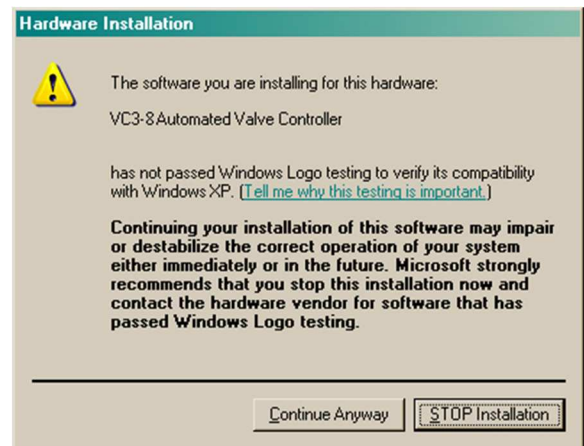 Hardware Installation
The software you are installing for this hardware:
VC3-8 Automated Valve Controller
has not passed Windows Logo testing to verify its compatibility
with Windows XP. (Tell me why this testing is important.)
Continuing your installation of this software may impair
or destabilize the correct operation of your system
either immediately or in the future. Microsoft strongly
recommends that you stop this installation now and
contact the hardware vendor for software that has
passed Windows Logo testing.
Continue Anyway STOP Installation